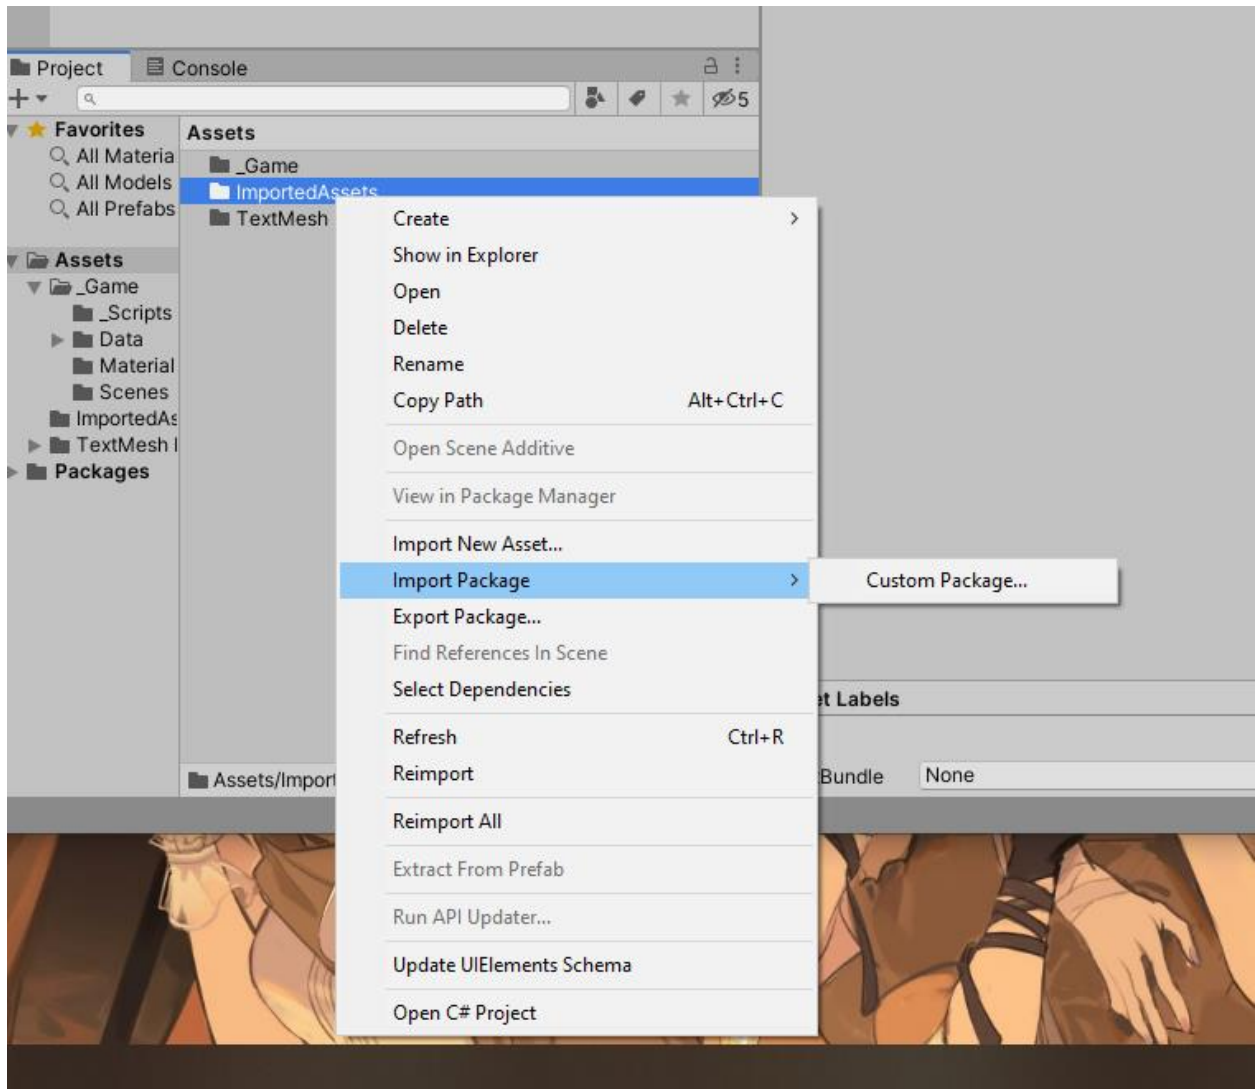 Project
Console
5
Favorites
All Materia
All Models
All Prefabs
Assets
_Game
_Scripts
Data
Material
Scenes
ImportedAs
TextMesh
Packages
Assets
_Game
ImportedAssets
TextMesh
Assets/Import
Create
Show in Explorer
Open
Delete
Rename
Copy Path Alt+Ctrl+C
Open Scene Additive
View in Package Manager
Import New Asset...
Import Package
Export Package...
Find References In Scene
Select Dependencies
Refresh Ctrl+R
Reimport
Reimport All
Extract From Prefab
Run API Updater...
Update UIElements Schema
Open C# Project
Custom Package...
et Labels
Bundle None